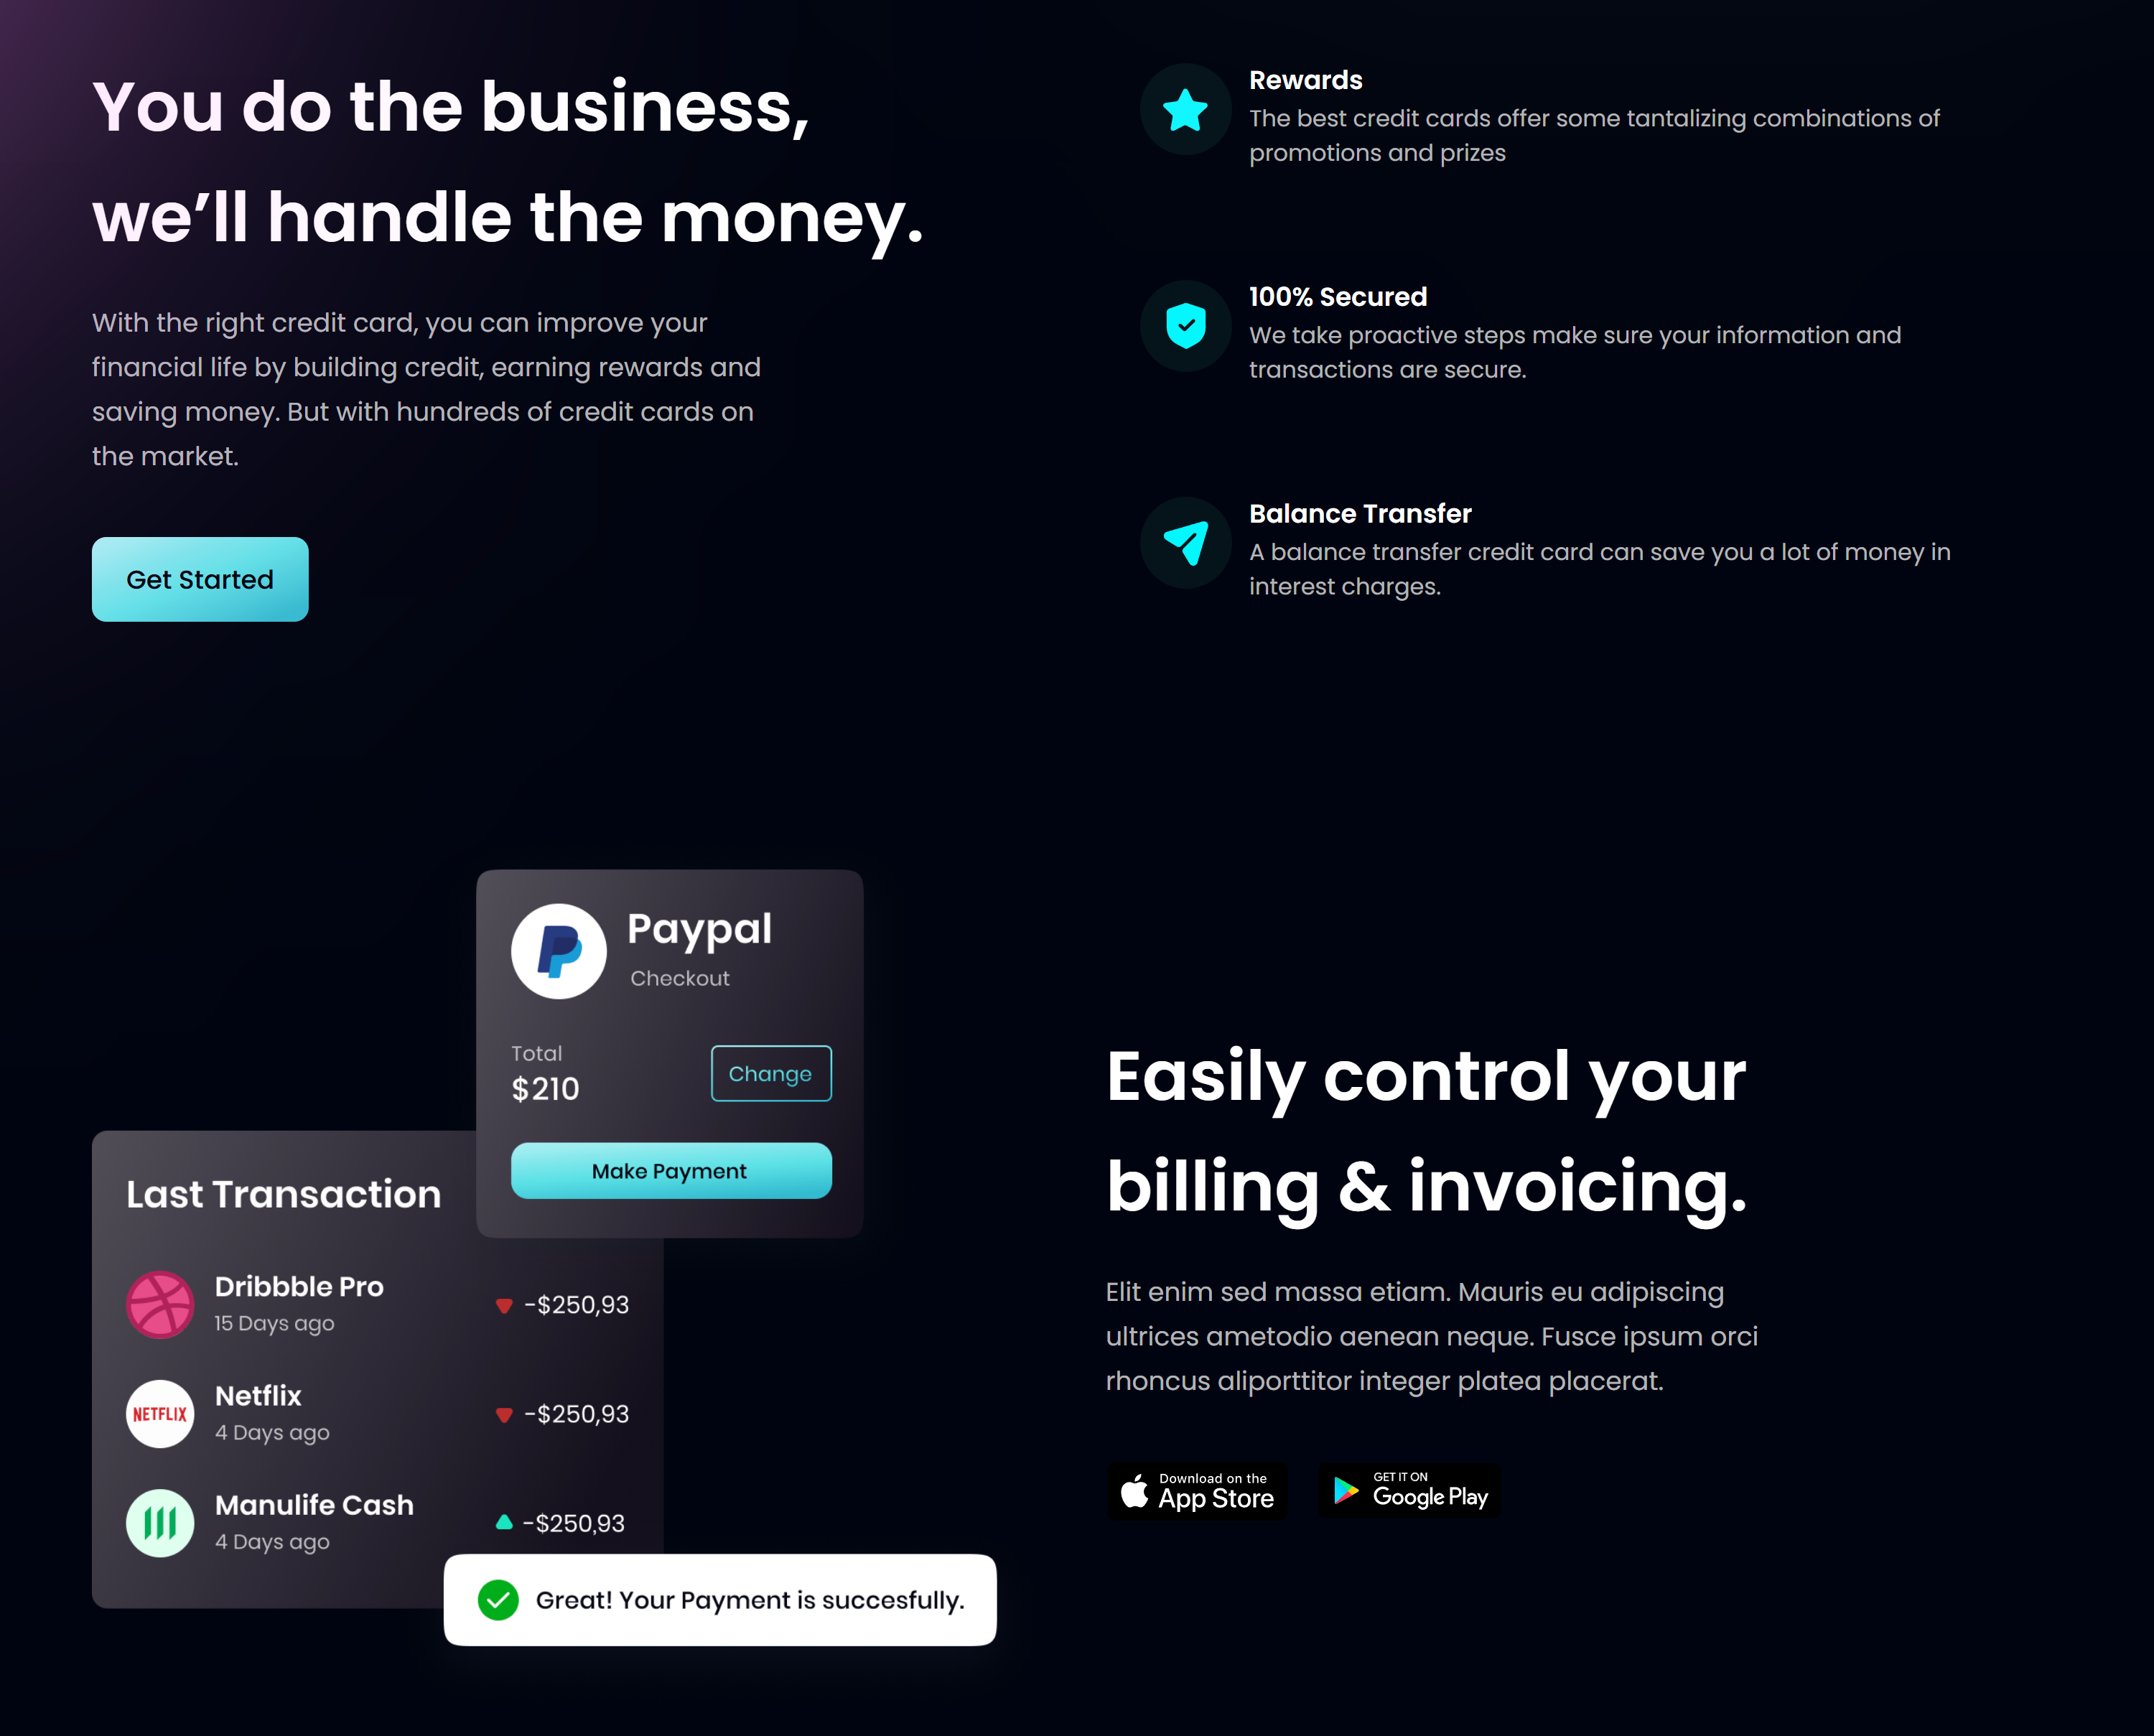 You do the business,
we’ll handle the money.
With the right credit card, you can improve your
financial life by building credit, earning rewards and
saving money. But with hundreds of credit cards on
the market.
Get Started
Rewards
The best credit cards offer some tantalizing combinations of
promotions and prizes
100% Secured
We take proactive steps make sure your information and
transactions are secure.
Balance Transfer
A balance transfer credit card can save you a lot of money in
interest charges.
Paypal
Checkout
Total
$210
Change
Make Payment
Last Transaction
Dribbble Pro
15 Days ago
-$250,93
NETFLIX
Netflix
4 Days ago
-$250,93
Manulife Cash
4 Days ago
-$250,93
Great! Your Payment is succesfully.
Easily control your
billing & invoicing.
Elit enim sed massa etiam. Mauris eu adipiscing
ultrices ametodio aenean neque. Fusce ipsum orci
rhoncus aliporttitor integer platea placerat.
Download on the
App Store
GET IT ON
Google Play